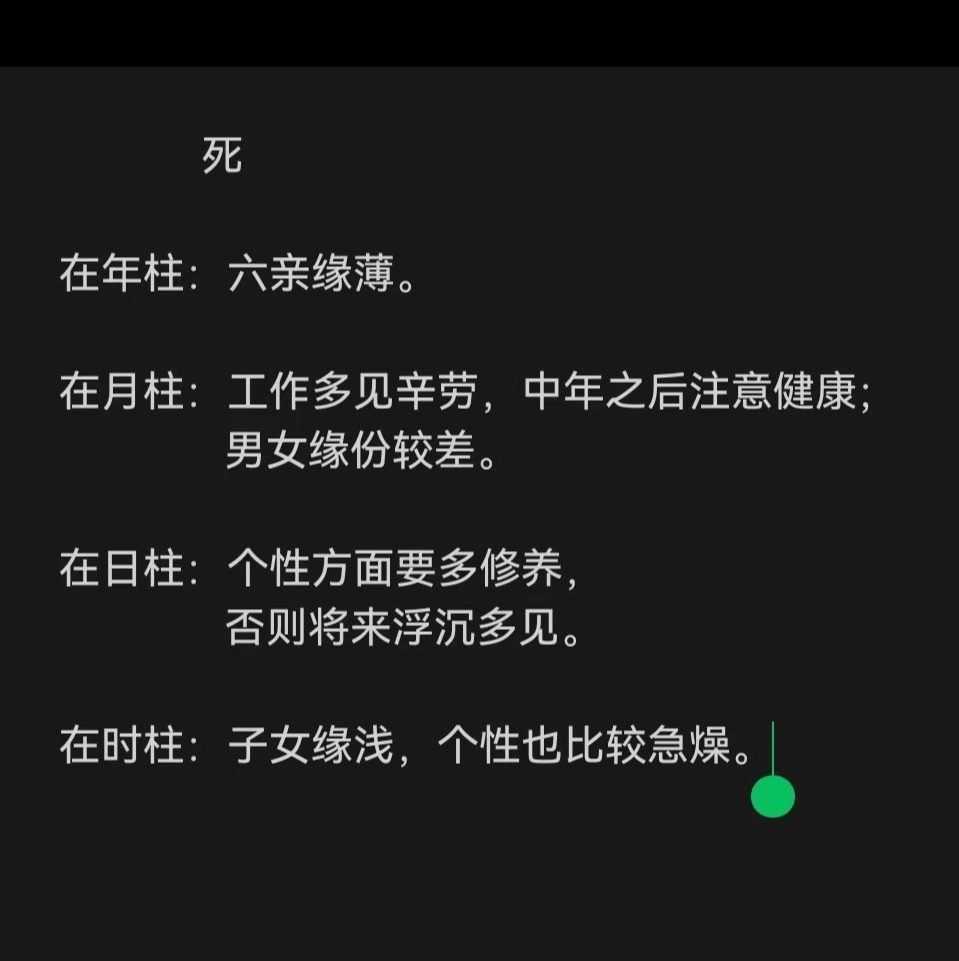 死
在年柱：六亲缘薄。
在月柱：工作多见辛劳，中年之后注意健康；
男女缘份较差。
在日柱：个性方面要多修养，
否则将来浮沉多见。
在时柱：子女缘浅，个性也比较急燥。